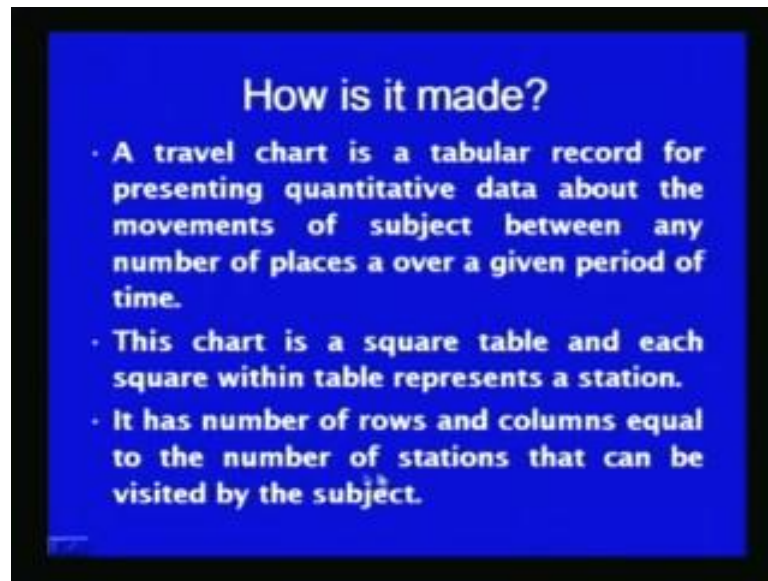 How is it made?
· A travel chart is a tabular record for
presenting quantitative data about the
movements of subject between any
number of places a over a given period of
time.
· This chart is a square table and each
square within table represents a station.
· It has number of rows and columns equal
to the number of stations that can be
visited by the subject.